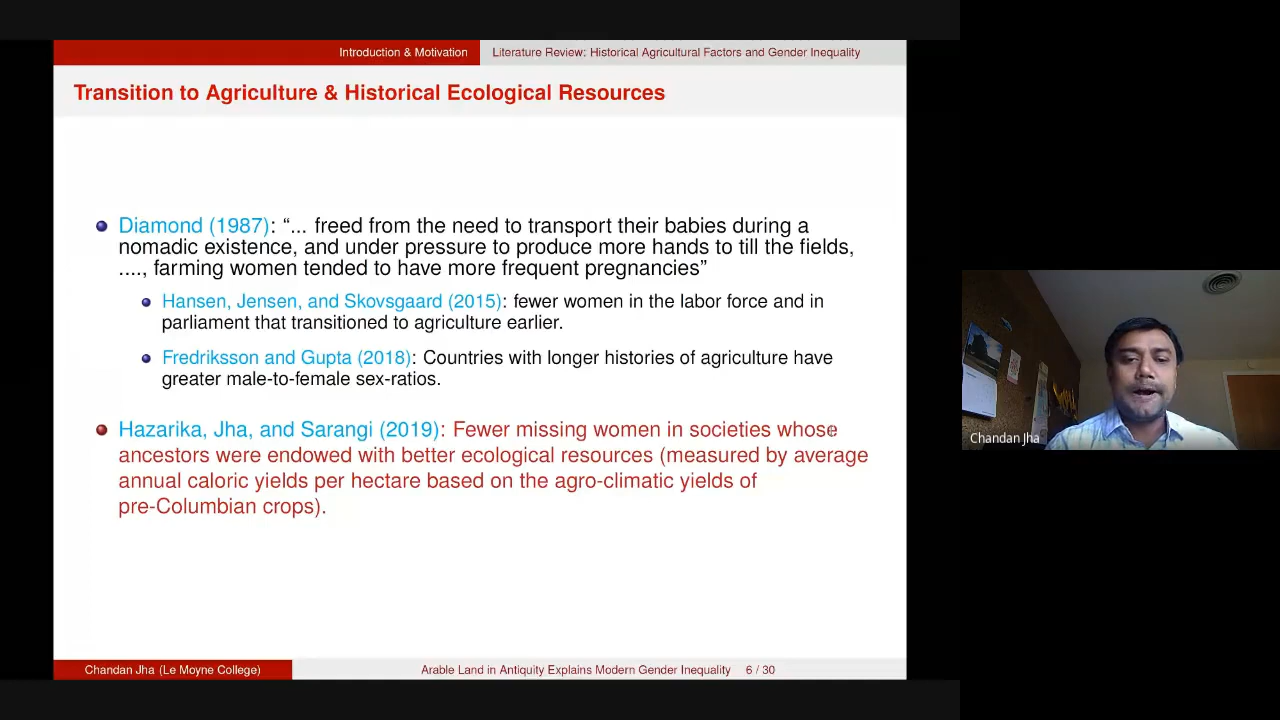 Introduction & Motivation
Literature Review: Historical Agricultural Factors and Gender Inequality
Transition to Agriculture & Historical Ecological Resources
Diamond (1987): “... freed from the need to transport their babies during a
nomadic existence, and under pressure to produce more hands to till the fields,
...., farming women tended to have more frequent pregnancies”
Hansen, Jensen, and Skovsgaard (2015): fewer women in the labor force and in
parliament that transitioned to agriculture earlier.
Fredriksson and Gupta (2018): Countries with longer histories of agriculture have
greater male-to-female sex-ratios.
Hazarika, Jha, and Sarangi (2019): Fewer missing women in societies whose
ancestors were endowed with better ecological resources (measured by average
annual caloric yields per hectare based on the agro-climatic yields of
pre-Columbian crops).
Chandan Jha (Le Moyne College)
Arable Land in Antiquity Explains Modern Gender Inequality 6 / 30
Chandan Jha